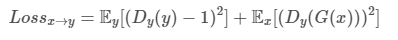 Loss_{x→y} = 𝔼_y[(D_y(y) − 1)²] + 𝔼_x[(D_y(G(x)))²]